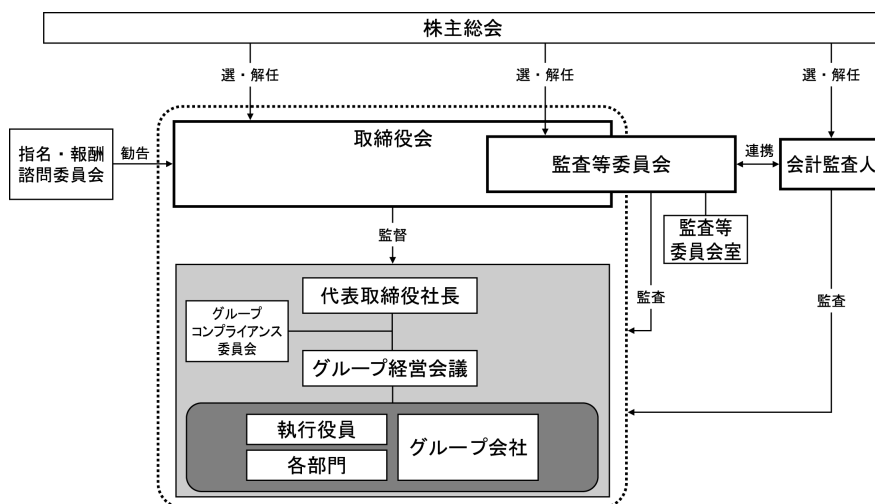 株主総会
選・解任
選・解任
選・解任
取締役会
指名・報酬
諮問委員会
勧告
監査等委員会
連携
会計監査人
監督
監査等
委員会室
代表取締役社長
監査
監査
グループ
コンプライアンス
委員会
グループ経営会議
執行役員
グループ会社
各部門